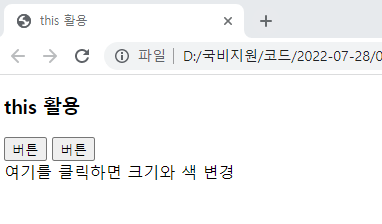 this 활용
파일 D:/국비지원/코드/2022-07-28/0
this 활용
버튼 버튼
여기를 클릭하면 크기와 색 변경